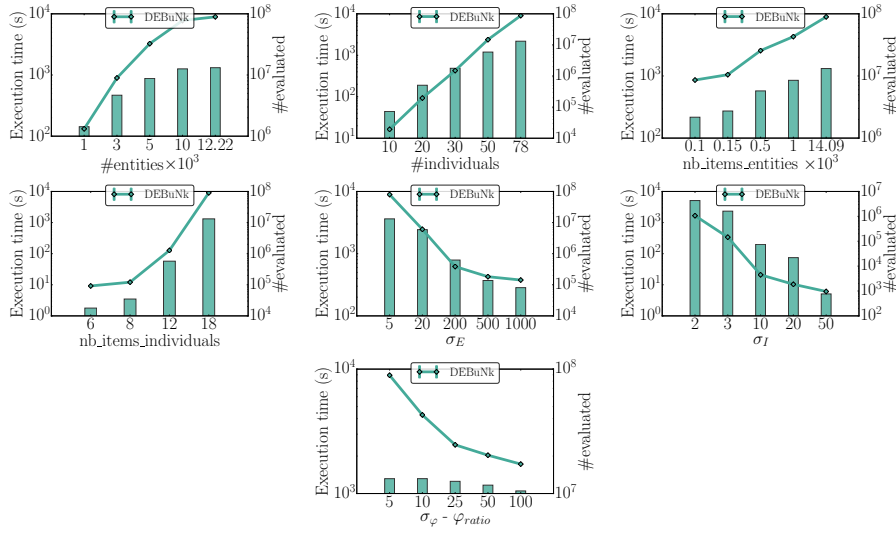 DEBuNk
Execution time (s)
10^4
10^3
10^2
10^8
10^7
10^6
#evaluated
1 3 5 10 12.22
#entities×10^3
DEBuNk
Execution time (s)
10^4
10^3
10^2
10^1
10^8
10^7
10^6
10^5
10^4
#evaluated
10 20 30 50 78
#individuals
DEBuNk
Execution time (s)
10^4
10^3
10^2
10^8
10^7
10^6
#evaluated
0.1 0.15 0.5 1 14.09
nb_items_entities ×10^3
DEBuNk
Execution time (s)
10^4
10^3
10^2
10^1
10^0
10^8
10^7
10^6
10^5
10^4
#evaluated
6 8 12 18
nb_items_individuals
DEBuNk
Execution time (s)
10^4
10^3
10^2
10^8
10^7
10^6
10^5
10^4
#evaluated
5 20 200 500 1000
σ_E
DEBuNk
Execution time (s)
10^4
10^3
10^2
10^1
10^0
10^7
10^6
10^5
10^4
10^3
10^2
#evaluated
2 3 10 20 50
σ_I
DEBuNk
Execution time (s)
10^4
10^3
10^8
10^7
#evaluated
5 10 25 50 100
σ_φ - φ_ratio